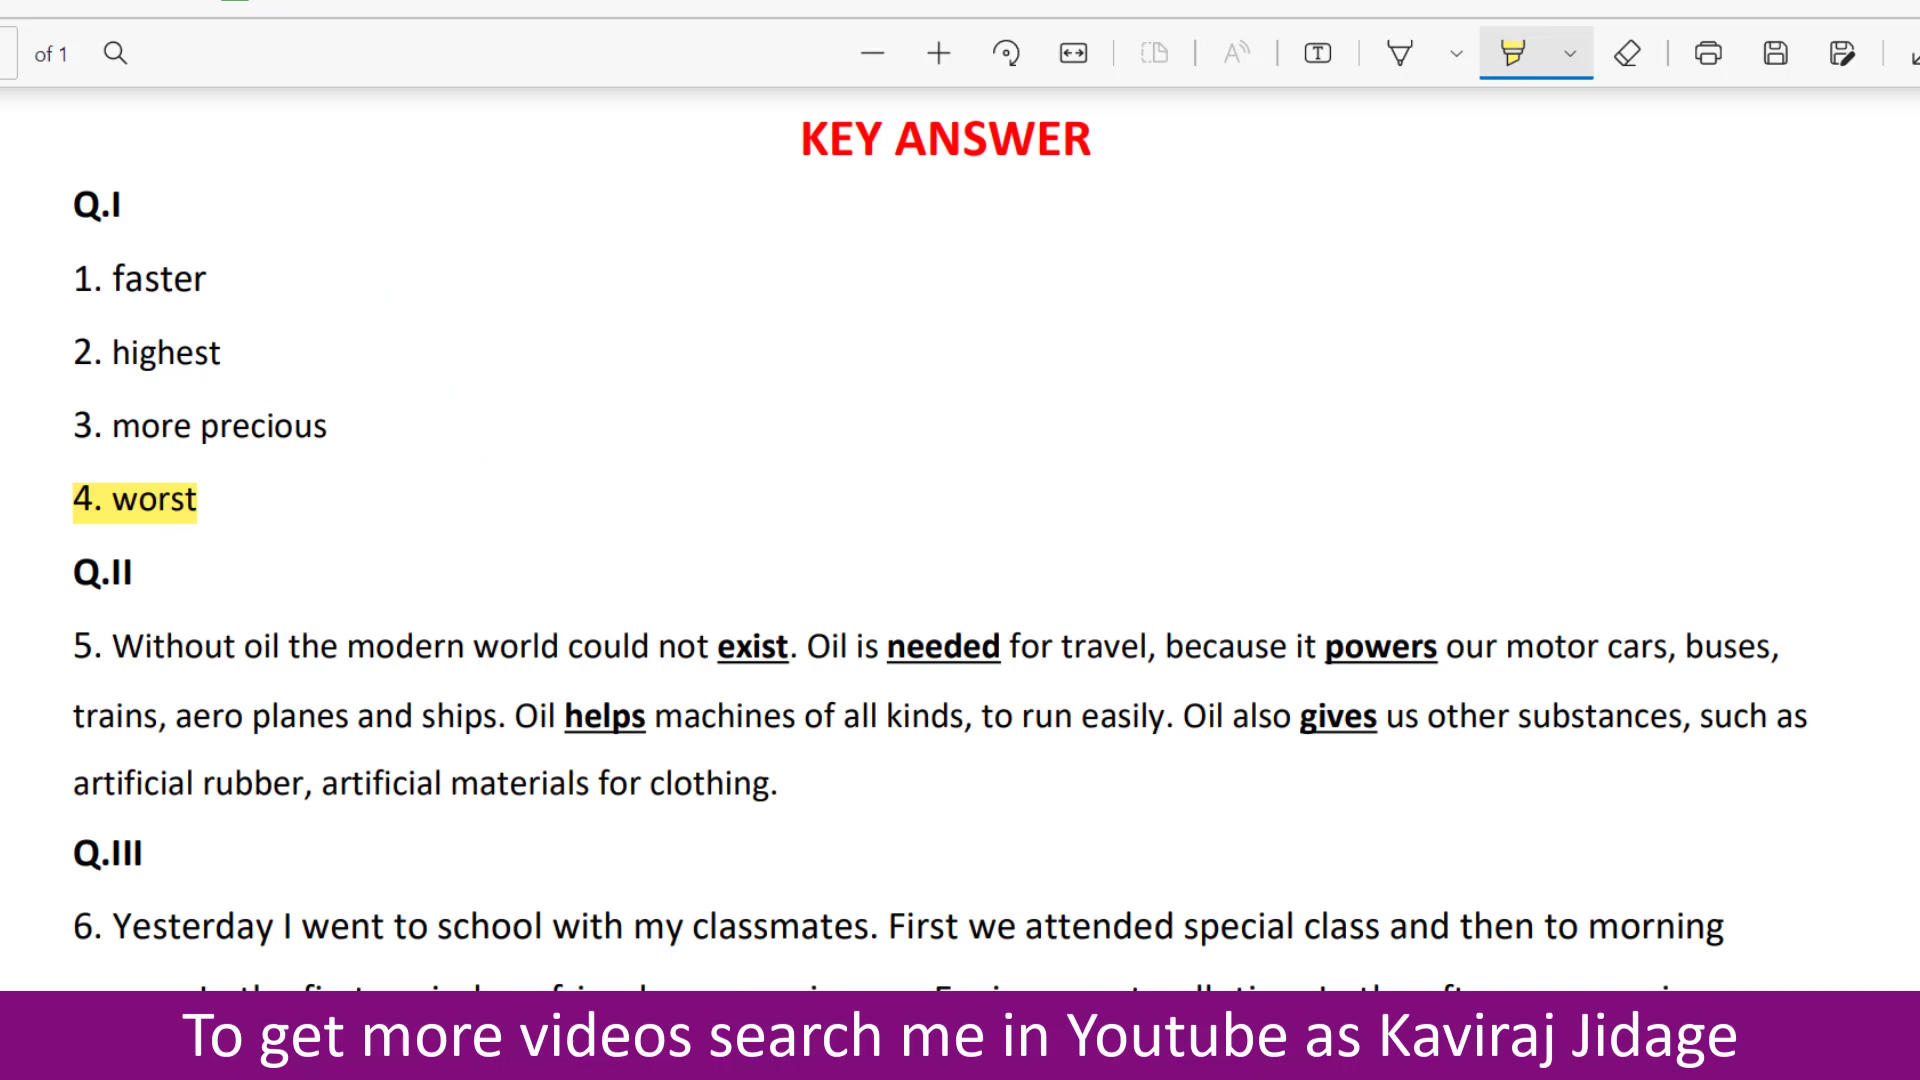 of 1
KEY ANSWER
Q.I
1. faster
2. highest
3. more precious
4. worst
Q.II
5. Without oil the modern world could not exist. Oil is needed for travel, because it powers our motor cars, buses,
trains, aero planes and ships. Oil helps machines of all kinds, to run easily. Oil also gives us other substances, such as
artificial rubber, artificial materials for clothing.
Q.III
6. Yesterday I went to school with my classmates. First we attended special class and then to morning
To get more videos search me in Youtube as Kaviraj Jidage